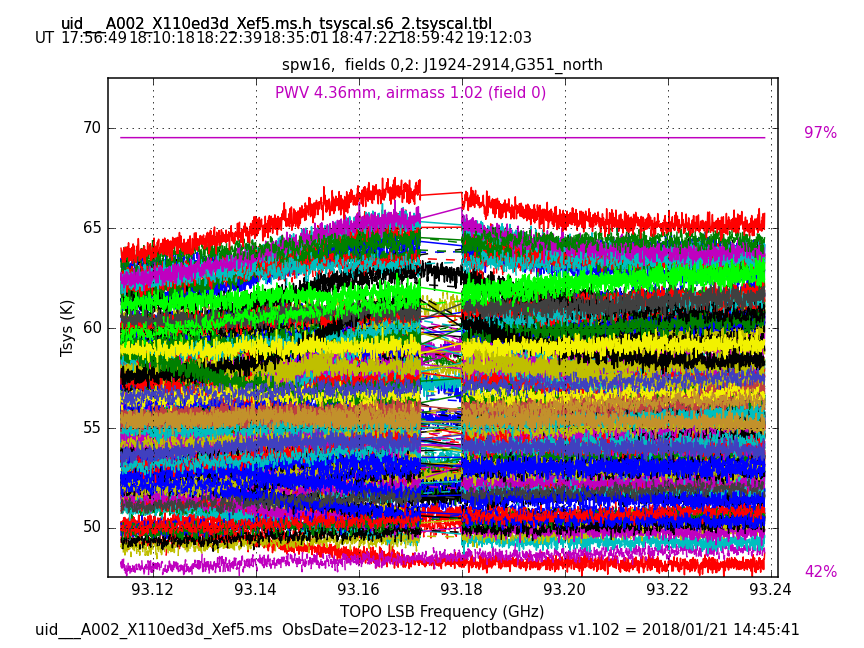 uid___A002_X110ed3d_Xef5.ms.h_tsyscal.s6_2.tsyscal.tbl
UT 17:56:49 18:10:18 18:22:39 18:35:01 18:47:22 18:59:42 19:12:03
spw16, fields 0,2: J1924-2914,G351_north
PWV 4.36mm, airmass 1.02 (field 0)
97%
70
65
60
55
50
Tsys (K)
42%
93.12 93.14 93.16 93.18 93.20 93.22 93.24
TOPO LSB Frequency (GHz)
uid___A002_X110ed3d_Xef5.ms ObsDate=2023-12-12 plotbandpass v1.102 = 2018/01/21 14:45:41